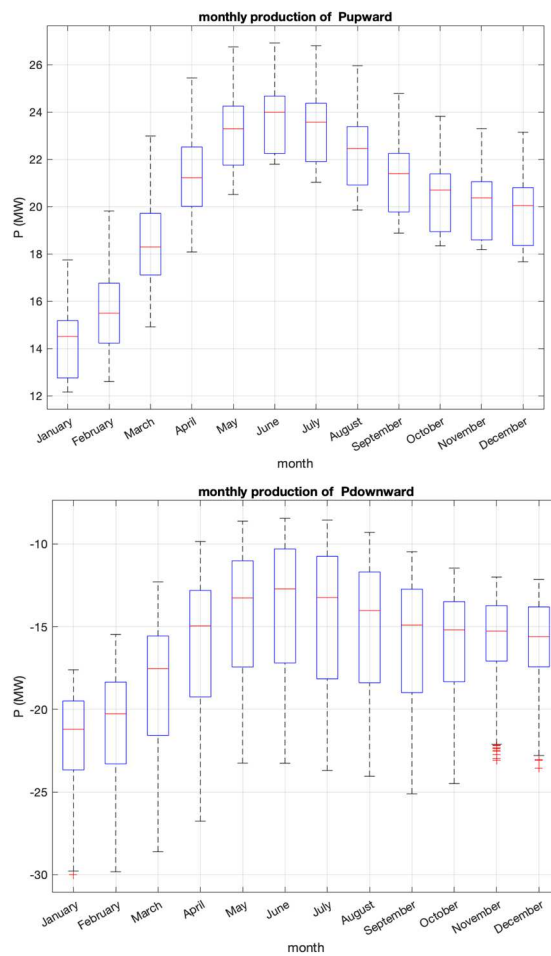 monthly production of Pupward
P (MW)
26
24
22
20
18
16
14
12
January
February
March
April
May
June
July
August
September
October
November
December
month
monthly production of Pdownward
P (MW)
-10
-15
-20
-25
-30
January
February
March
April
May
June
July
August
September
October
November
December
month